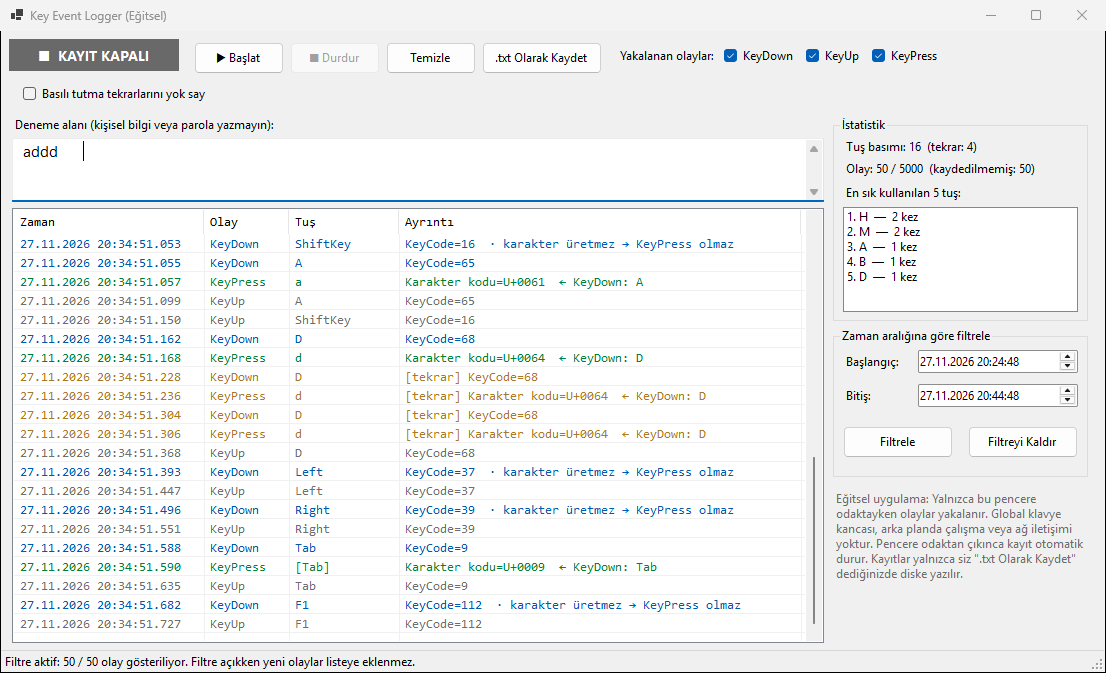 Key Event Logger (Eğitsel)
■ KAYIT KAPALI
▶ Başlat
■ Durdur
Temizle
.txt Olarak Kaydet
Yakalanan olaylar:
KeyDown
KeyUp
KeyPress
Basılı tutma tekrarlarını yok say
Deneme alanı (kişisel bilgi veya parola yazmayın):
addd
Zaman Olay Tuş Ayrıntı
27.11.2026 20:34:51.053 KeyDown ShiftKey KeyCode=16 · karakter üretmez → KeyPress olmaz
27.11.2026 20:34:51.055 KeyDown A KeyCode=65
27.11.2026 20:34:51.057 KeyPress a Karakter kodu=U+0061 ← KeyDown: A
27.11.2026 20:34:51.099 KeyUp A KeyCode=65
27.11.2026 20:34:51.150 KeyUp ShiftKey KeyCode=16
27.11.2026 20:34:51.162 KeyDown D KeyCode=68
27.11.2026 20:34:51.168 KeyPress d Karakter kodu=U+0064 ← KeyDown: D
27.11.2026 20:34:51.228 KeyDown D [tekrar] KeyCode=68
27.11.2026 20:34:51.236 KeyPress d [tekrar] Karakter kodu=U+0064 ← KeyDown: D
27.11.2026 20:34:51.304 KeyDown D [tekrar] KeyCode=68
27.11.2026 20:34:51.306 KeyPress d [tekrar] Karakter kodu=U+0064 ← KeyDown: D
27.11.2026 20:34:51.368 KeyUp D KeyCode=68
27.11.2026 20:34:51.393 KeyDown Left KeyCode=37 · karakter üretmez → KeyPress olmaz
27.11.2026 20:34:51.447 KeyUp Left KeyCode=37
27.11.2026 20:34:51.496 KeyDown Right KeyCode=39 · karakter üretmez → KeyPress olmaz
27.11.2026 20:34:51.551 KeyUp Right KeyCode=39
27.11.2026 20:34:51.588 KeyDown Tab KeyCode=9
27.11.2026 20:34:51.590 KeyPress [Tab] Karakter kodu=U+0009 ← KeyDown: Tab
27.11.2026 20:34:51.635 KeyUp Tab KeyCode=9
27.11.2026 20:34:51.682 KeyDown F1 KeyCode=112 · karakter üretmez → KeyPress olmaz
27.11.2026 20:34:51.727 KeyUp F1 KeyCode=112
İstatistik
Tuş basımı: 16 (tekrar: 4)
Olay: 50 / 5000 (kaydedilmemiş: 50)
En sık kullanılan 5 tuş:
1. H — 2 kez
2. M — 2 kez
3. A — 1 kez
4. B — 1 kez
5. D — 1 kez
Zaman aralığına göre filtrele
Başlangıç: 27.11.2026 20:24:48
Bitiş: 27.11.2026 20:44:48
Filtrele
Filtreyi Kaldır
Eğitsel uygulama: Yalnızca bu pencere
odaktayken olaylar yakalanır. Global klavye
kancası, arka planda çalışma veya ağ iletişimi
yoktur. Pencere odaktan çıkınca kayıt otomatik
durur. Kayıtlar yalnızca siz ".txt Olarak Kaydet"
dediğinizde diske yazılır.
Filtre aktif: 50 / 50 olay gösteriliyor. Filtre açıkken yeni olaylar listeye eklenmez.